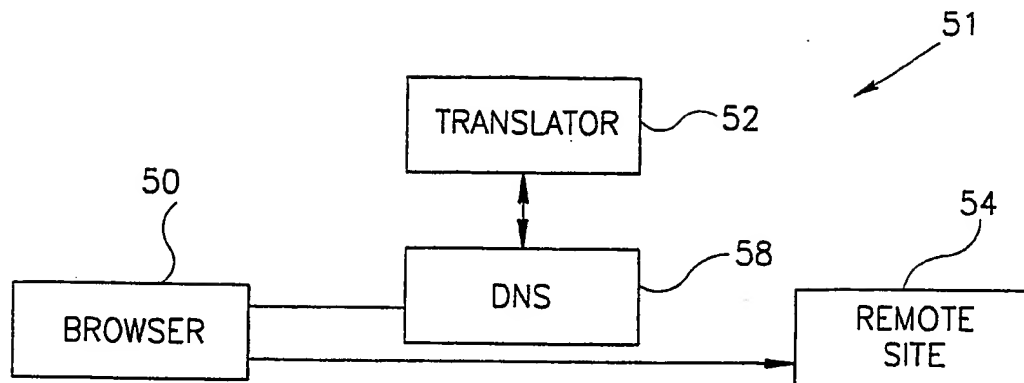 51
TRANSLATOR
52
50
54
58
DNS
BROWSER
REMOTE
SITE